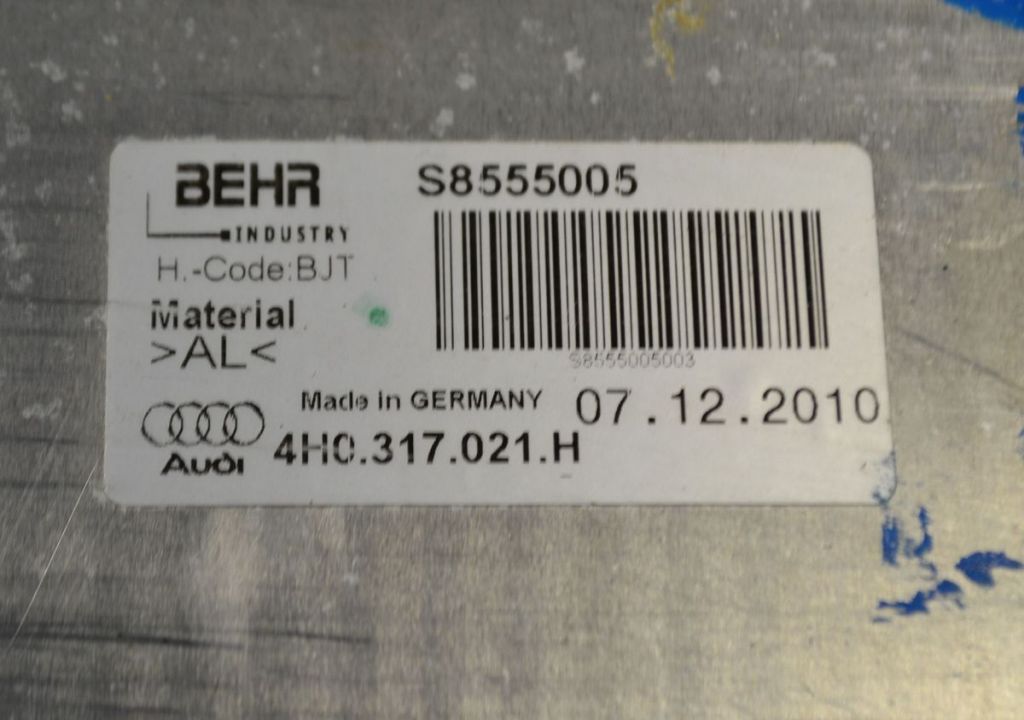 BEHR
INDUSTRY
H.-Code:BJT
Material
>AL<
S8555005
S8555005003
Made in GERMANY
07.12.2010
Audi
4H0.317.021.H